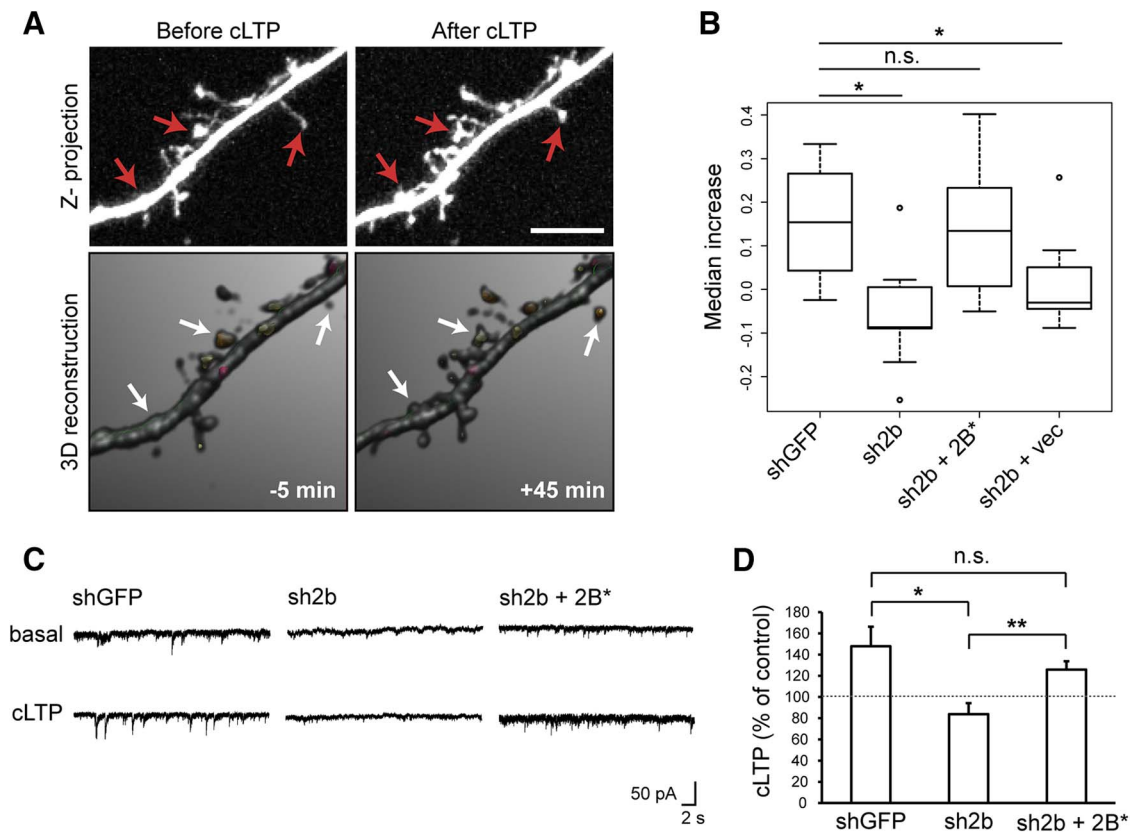 A
Before cLTP
After cLTP
Z- projection
3D reconstruction
-5 min
+45 min
B
*
n.s.
*
Median increase
0.4
0.3
0.2
0.1
0.0
-0.1
-0.2
shGFP
sh2b
sh2b + 2B*
sh2b + vec
C
shGFP
sh2b
sh2b + 2B*
basal
cLTP
50 pA
2 s
D
n.s.
*
**
cLTP (% of control)
180
160
140
120
100
80
60
40
20
0
shGFP
sh2b
sh2b + 2B*